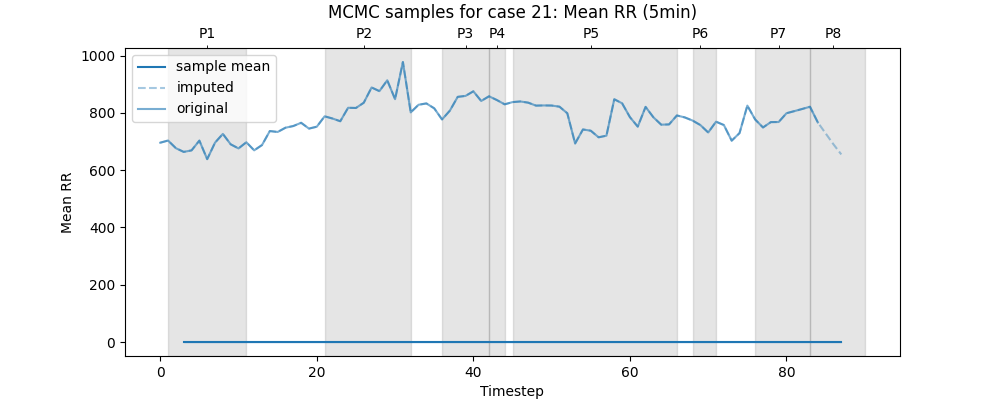 MCMC samples for case 21: Mean RR (5min)
P1 P2 P3 P4 P5 P6 P7 P8
sample mean
imputed
original
1000
800
600
400
200
0
Mean RR
0 20 40 60 80
Timestep